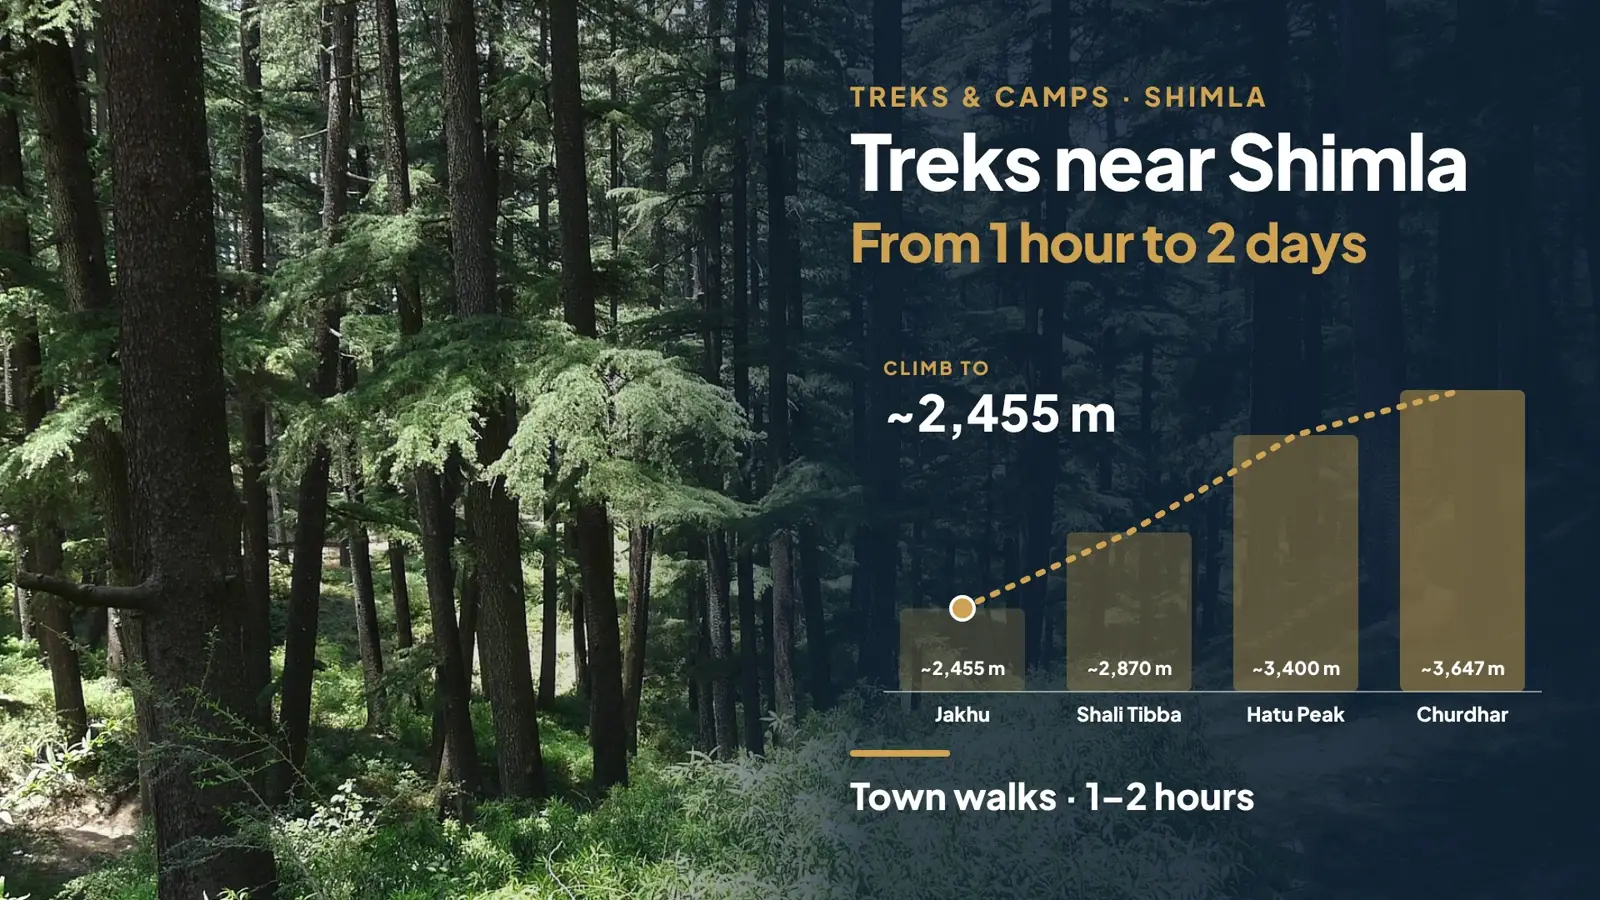 TREKS & CAMPS · SHIMLA
Treks near Shimla
From 1 hour to 2 days
CLIMB TO
~2,455 m
~2,455 m
~2,870 m
~3,400 m
~3,647 m
Jakhu
Shali Tibba
Hatu Peak
Churdhar
Town walks · 1–2 hours